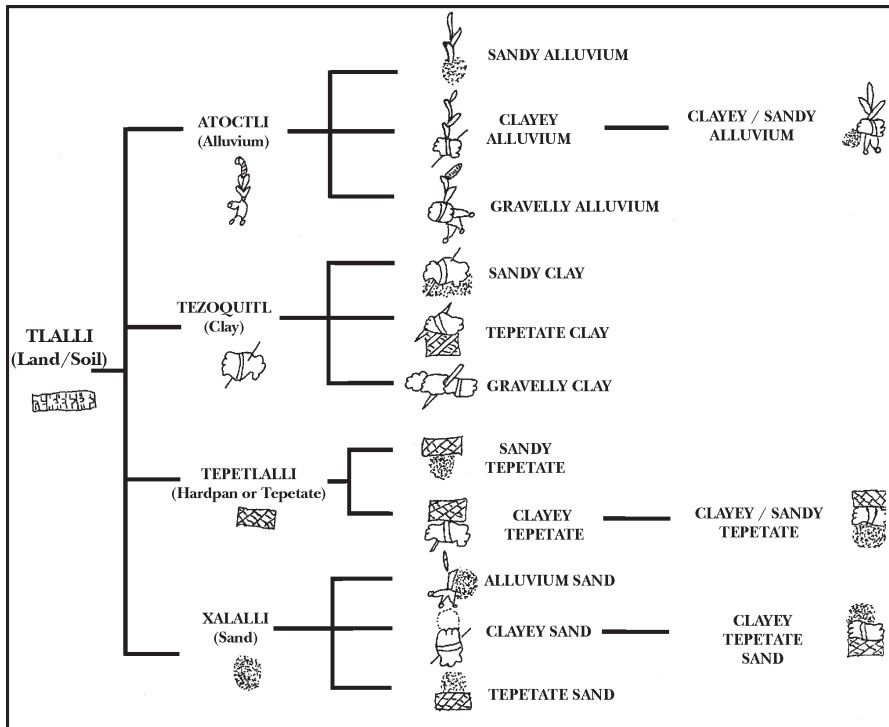 TLALLI
(Land/Soil)
ATOCTLI
(Alluvium)
SANDY ALLUVIUM
CLAYEY
ALLUVIUM
CLAYEY / SANDY
ALLUVIUM
GRAVELLY ALLUVIUM
TEZOQUITL
(Clay)
SANDY CLAY
TEPETATE CLAY
GRAVELLY CLAY
TEPETLALLI
(Hardpan or Tepetate)
SANDY
TEPETATE
CLAYEY
TEPETATE
CLAYEY / SANDY
TEPETATE
XALALLI
(Sand)
ALLUVIUM SAND
CLAYEY SAND
CLAYEY
TEPETATE
SAND
TEPETATE SAND